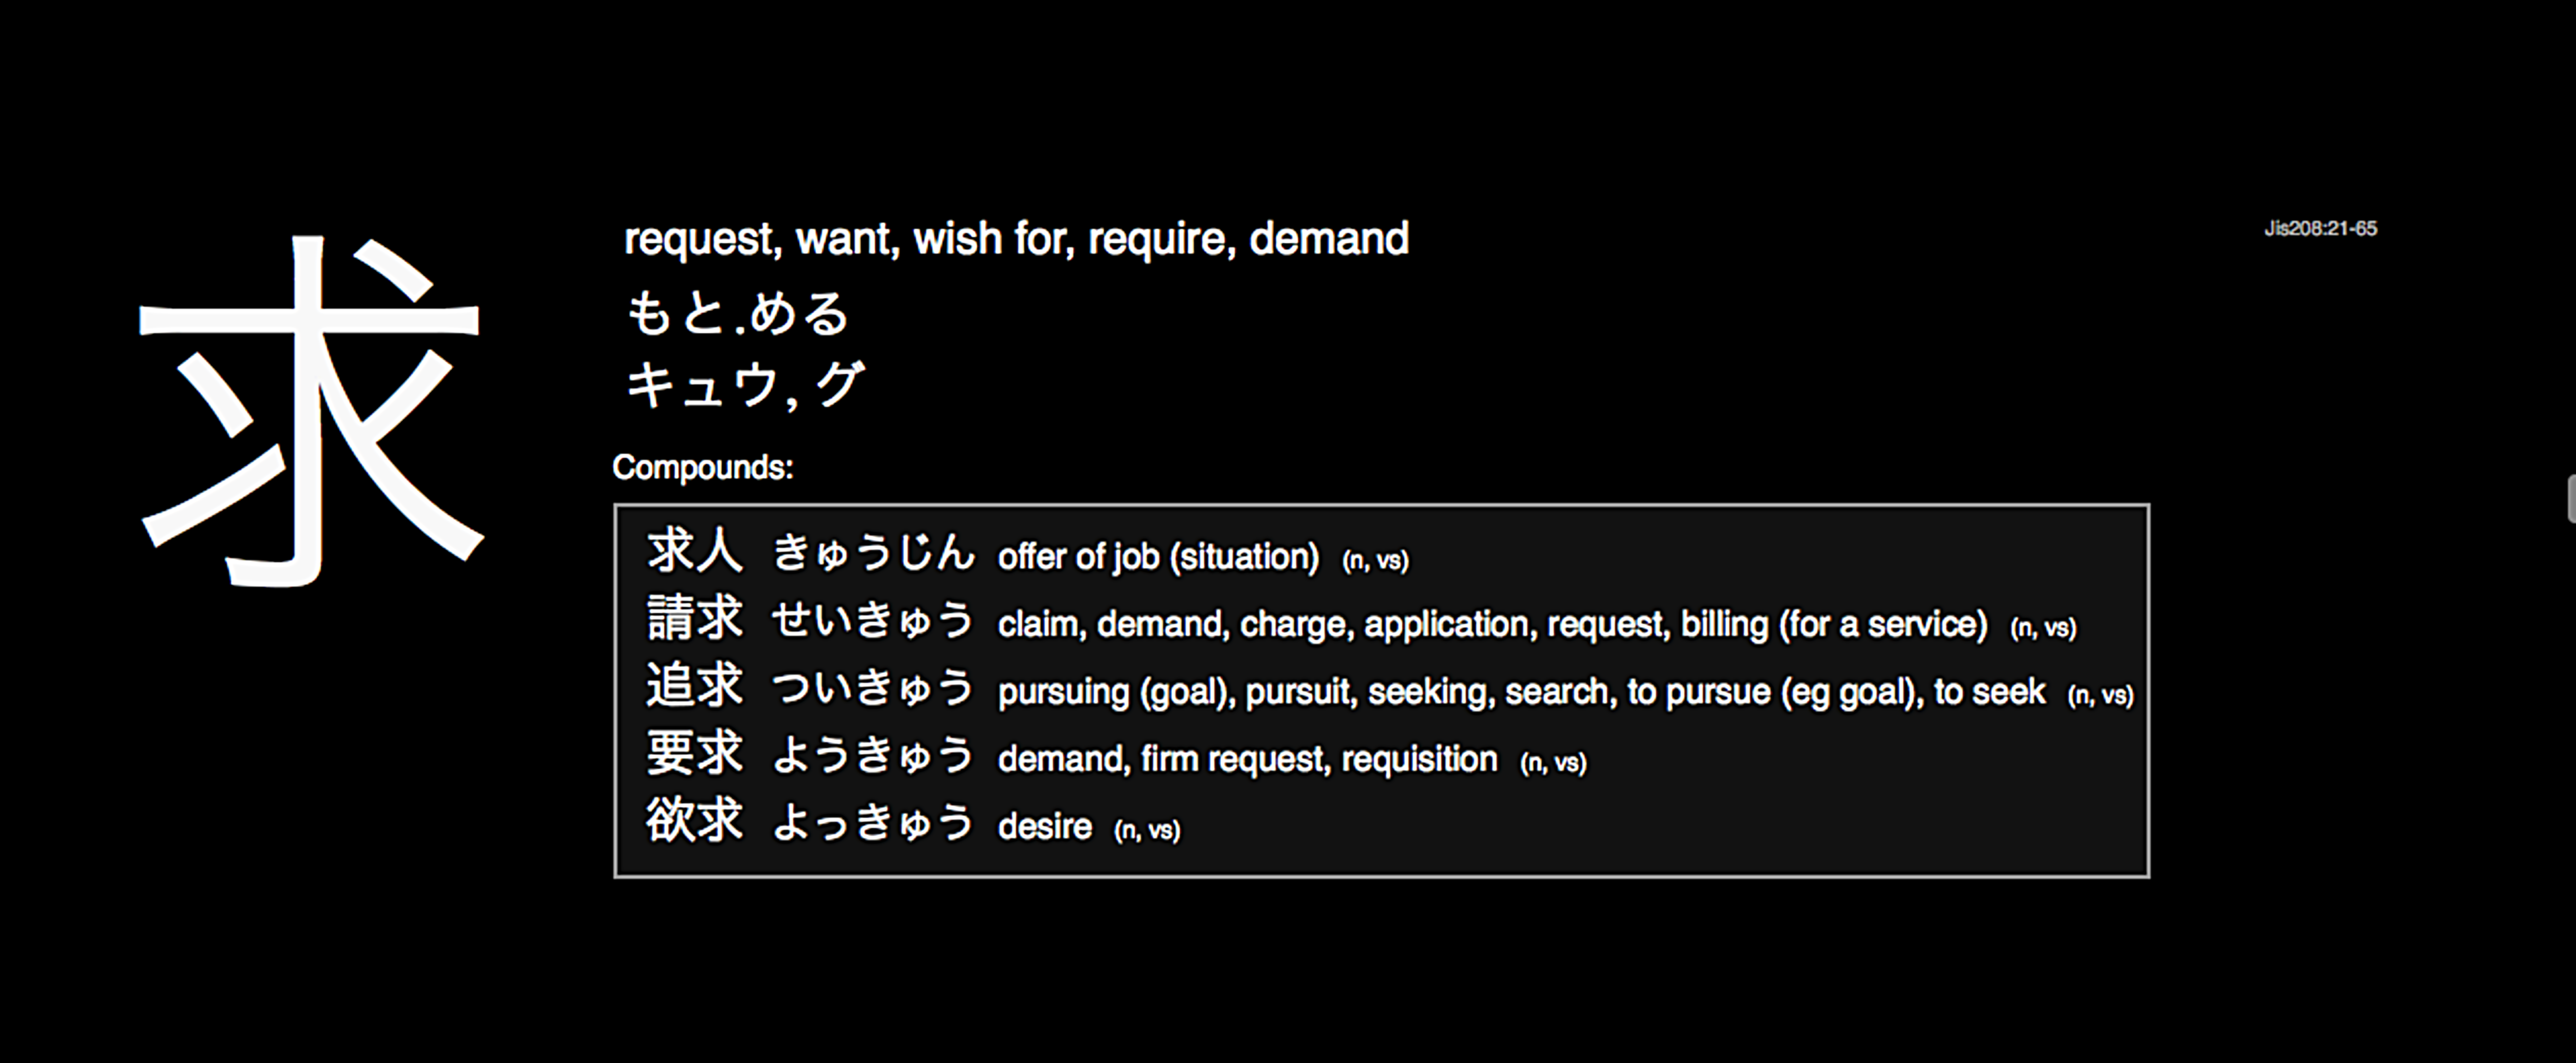 求
request, want, wish for, require, demand
Jis208:21-65
もと.める
キュウ, グ
Compounds:
求人 きゅうじん offer of job (situation) (n, vs)
請求 せいきゅう claim, demand, charge, application, request, billing (for a service) (n, vs)
追求 ついきゅう pursuing (goal), pursuit, seeking, search, to pursue (eg goal), to seek (n, vs)
要求 ようきゅう demand, firm request, requisition (n, vs)
欲求 よっきゅう desire (n, vs)